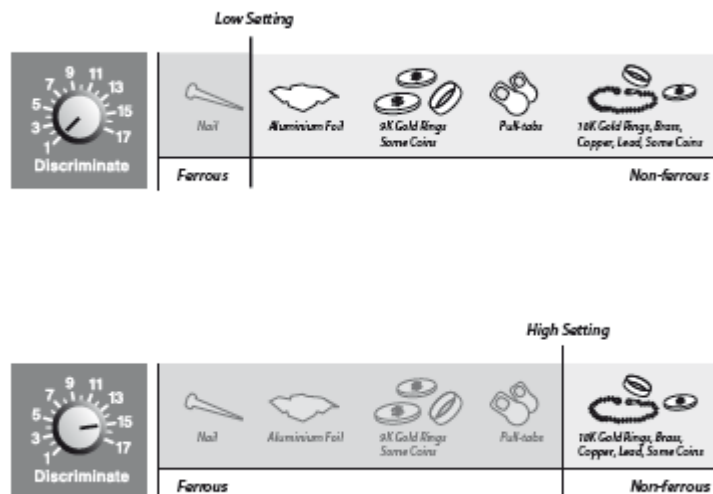 Low Setting
9 11
7 13
5 15
3 17
1
Discriminate
Nail
Aluminium Foil
9K Gold Rings
Some Coins
Pull-tabs
18K Gold Rings, Brass,
Copper, Lead, Some Coins
Ferrous
Non-ferrous
High Setting
9 11
7 13
5 15
3 17
1
Discriminate
Nail
Aluminium Foil
9K Gold Rings
Some Coins
Pull-tabs
18K Gold Rings, Brass,
Copper, Lead, Some Coins
Ferrous
Non-ferrous